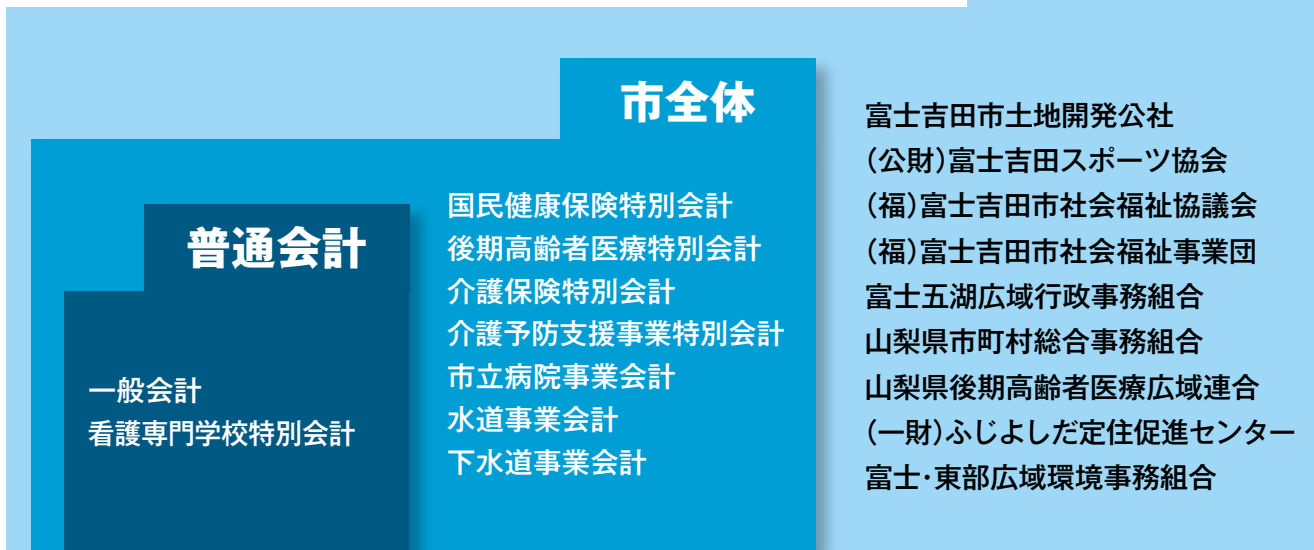 普通会計
一般会計
看護専門学校特別会計
市全体
国民健康保険特別会計
後期高齢者医療特別会計
介護保険特別会計
介護予防支援事業特別会計
市立病院事業会計
水道事業会計
下水道事業会計
富士吉田市土地開発公社
(公財)富士吉田スポーツ協会
(福)富士吉田市社会福祉協議会
(福)富士吉田市社会福祉事業団
富士五湖広域行政事務組合
山梨県市町村総合事務組合
山梨県後期高齢者医療広域連合
(一財)ふじよしだ定住促進センター
富士・東部広域環境事務組合